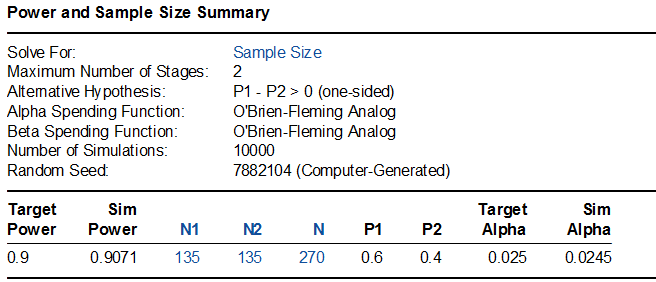 Power and Sample Size Summary
Solve For: Sample Size
Maximum Number of Stages: 2
Alternative Hypothesis: P1 - P2 > 0 (one-sided)
Alpha Spending Function: O'Brien-Fleming Analog
Beta Spending Function: O'Brien-Fleming Analog
Number of Simulations: 10000
Random Seed: 7882104 (Computer-Generated)
Target Sim Target Sim
Power Power N1 N2 N P1 P2 Alpha Alpha
0.9 0.9071 135 135 270 0.6 0.4 0.025 0.0245